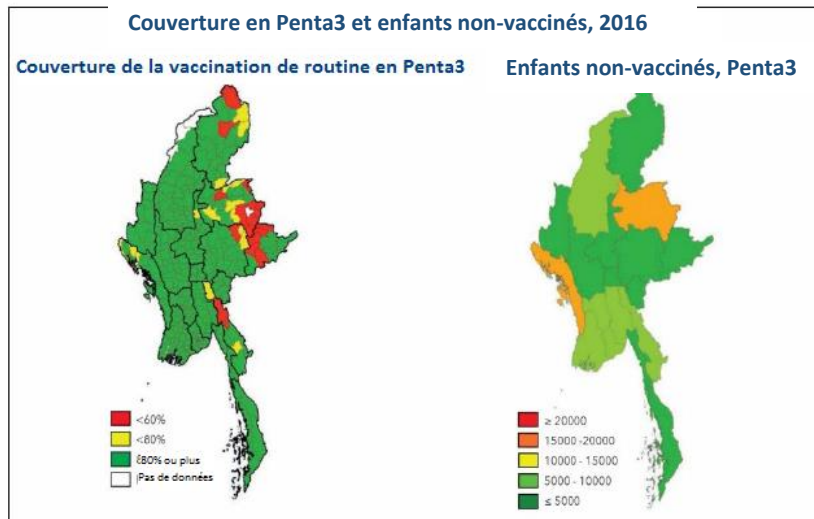 Couverture en Penta3 et enfants non-vaccinés, 2016
Couverture de la vaccination de routine en Penta3
Enfants non-vaccinés, Penta3
<60%
<80%
ξ80% ou plus
Pas de données
≥ 20000
15000 -20000
10000 - 15000
5000 - 10000
≤ 5000